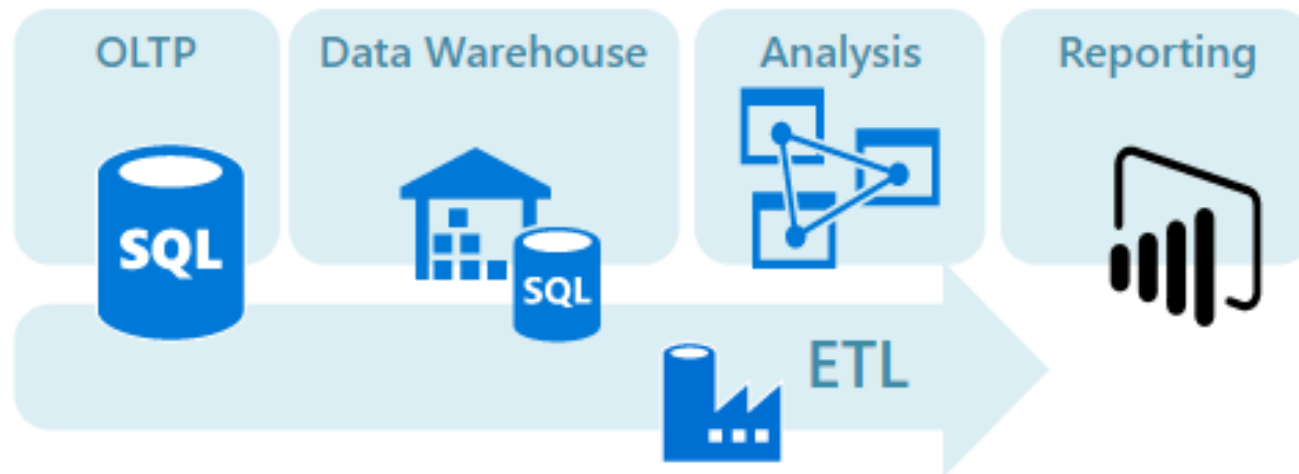 OLTP
Data Warehouse
Analysis
Reporting
SQL
SQL
ETL